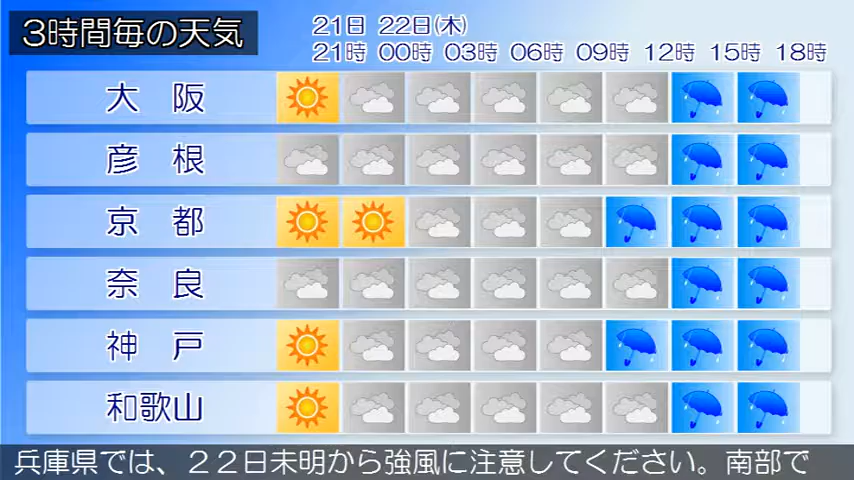 3時間毎の天気
21日 22日(木)
21時 00時 03時 06時 09時 12時 15時 18時
大阪
彦根
京都
奈良
神戸
和歌山
兵庫県では、２２日未明から強風に注意してください。南部で